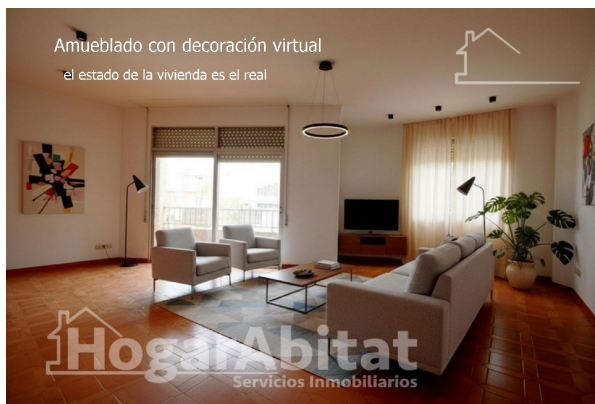 Amueblado con decoración virtual
el estado de la vivienda es el real
HogarAbitat
Servicios Inmobiliarios